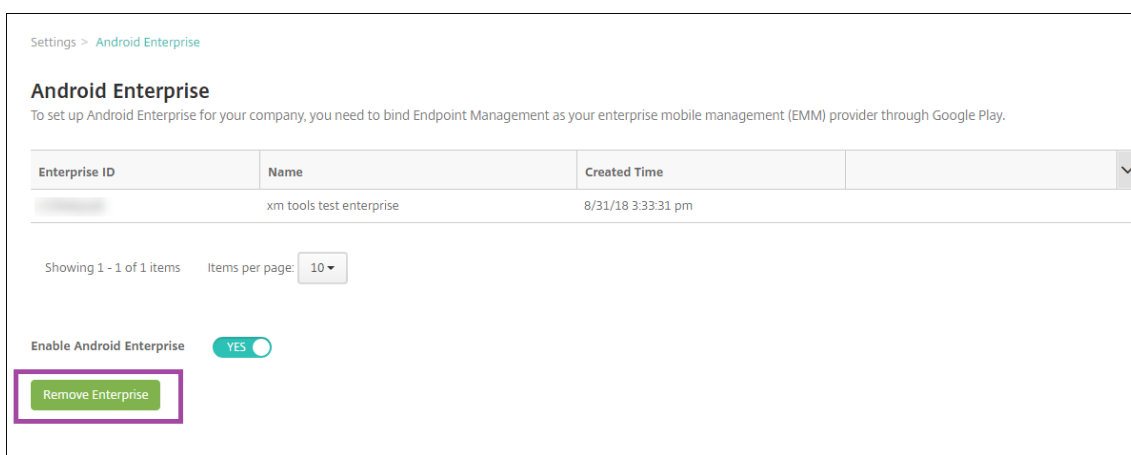 Settings > Android Enterprise
Android Enterprise
To set up Android Enterprise for your company, you need to bind Endpoint Management as your enterprise mobile management (EMM) provider through Google Play.
Enterprise ID Name Created Time
xm tools test enterprise 8/31/18 3:33:31 pm
Showing 1 - 1 of 1 items Items per page: 10
Enable Android Enterprise YES
Remove Enterprise